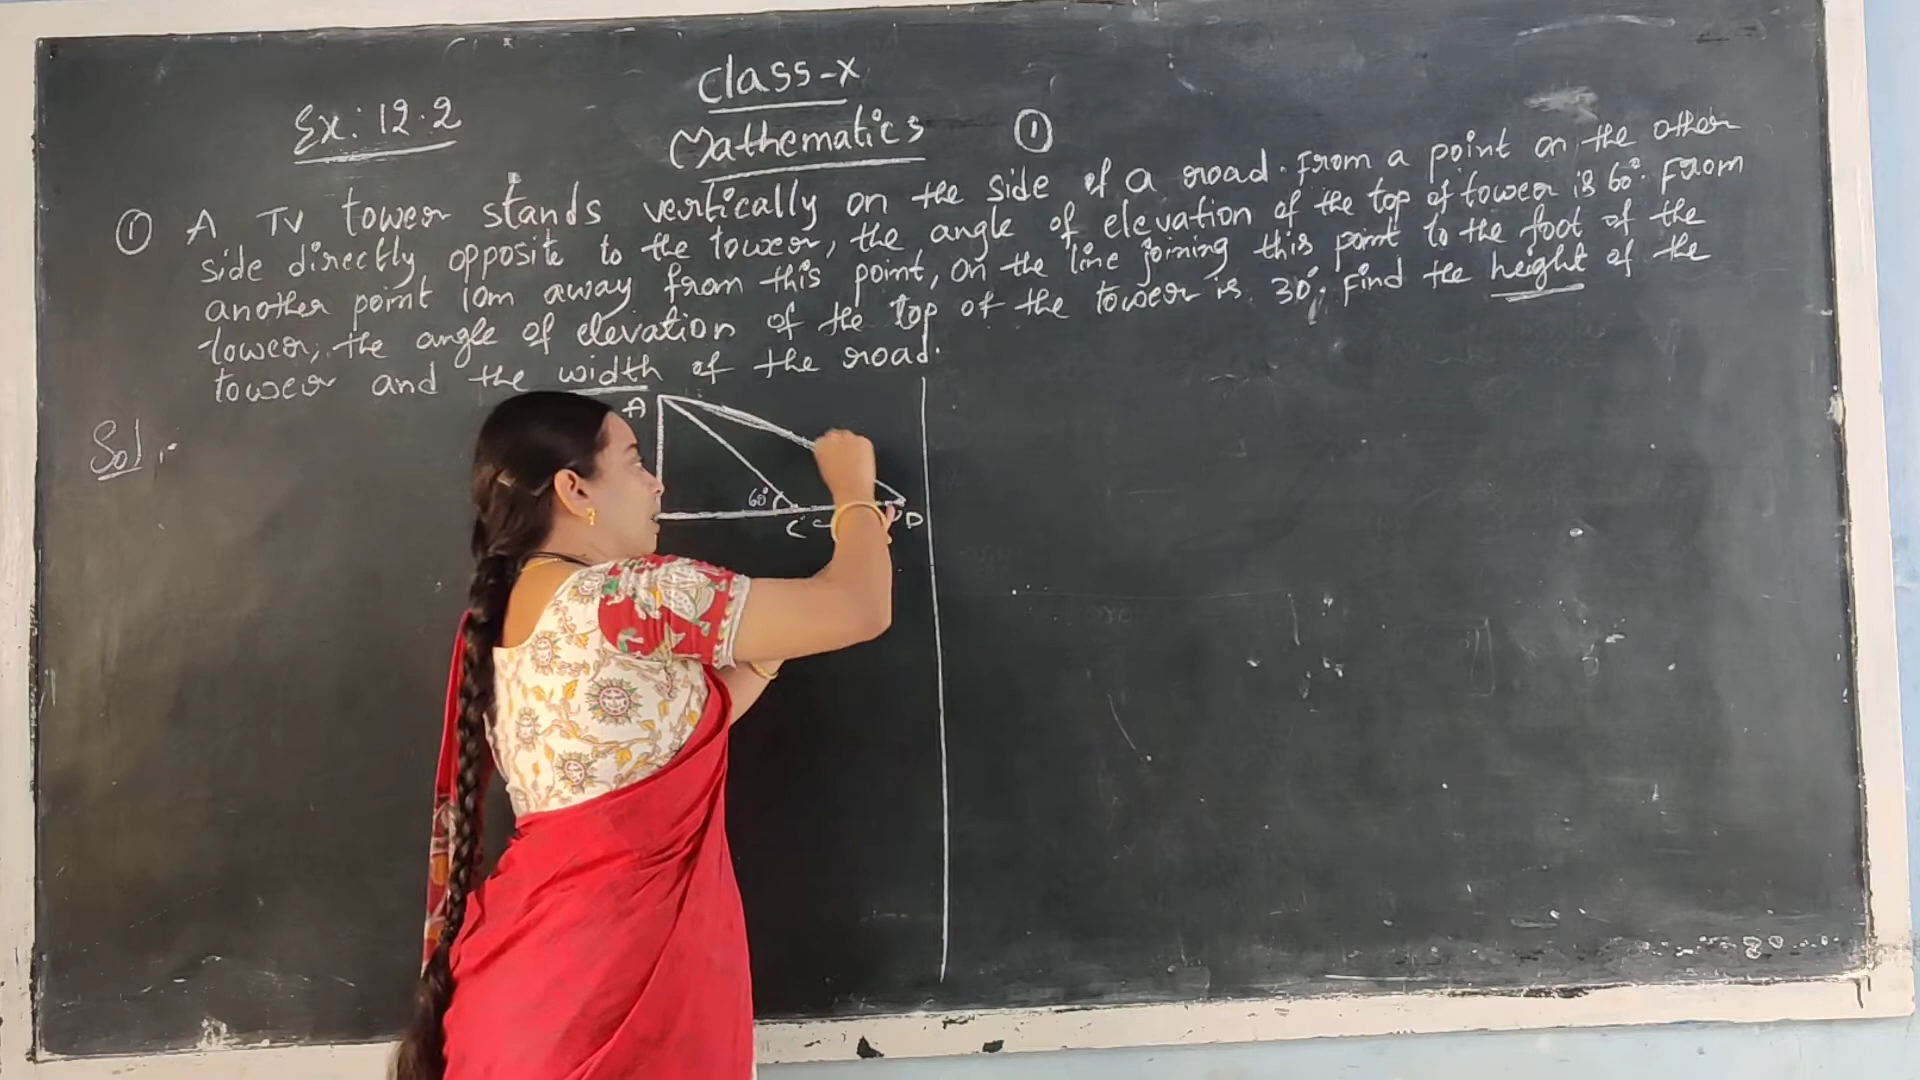 Class-X
Ex: 12.2
Mathematics
①
① A TV tower stands vertically on the side of a road. From a point on the other
side directly opposite to the tower, the angle of elevation of the top of tower is 60°. From
another point 10m away from this point, on the line joining this point to the foot of the
tower, the angle of elevation of the top of the tower is 30°. Find the height of the
tower and the width of the road.
Sol :-
A
60°
C
D